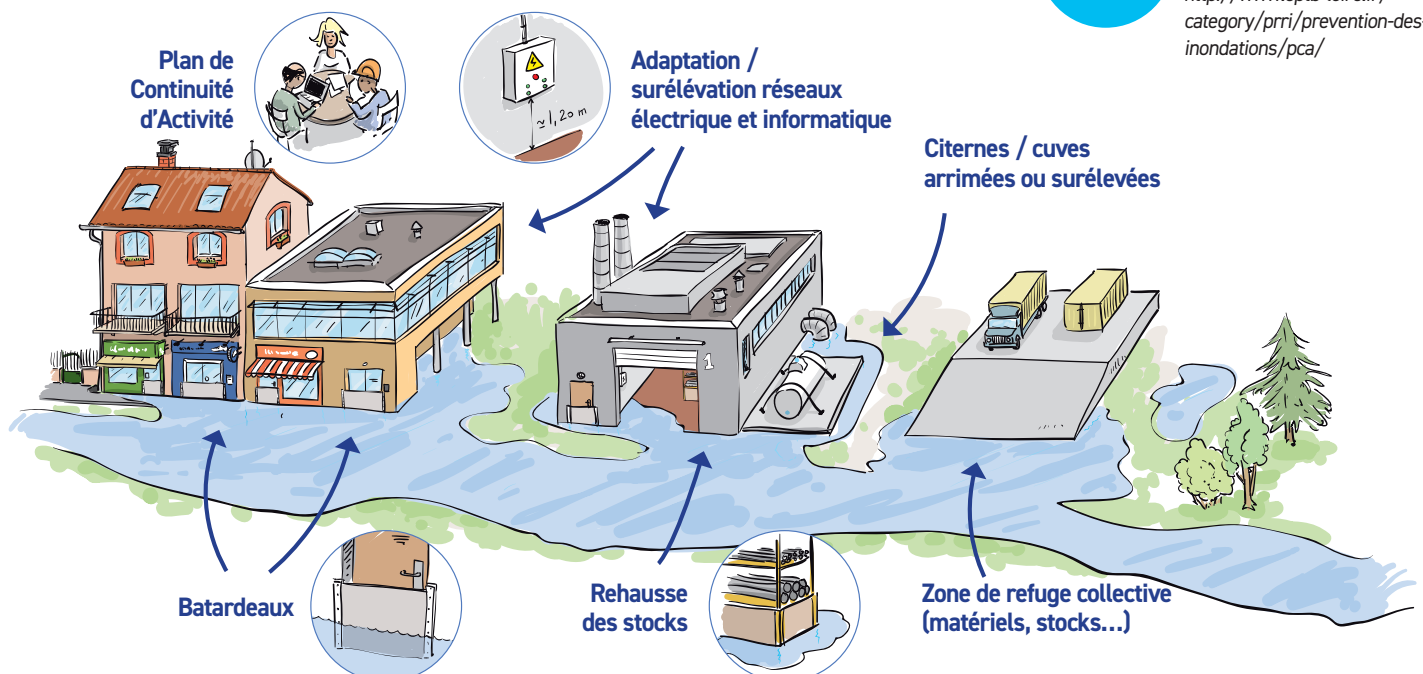 category/prri/prevention-des-
inondations/pca/
Plan de
Continuité
d'Activité
≃1,20 m
Adaptation /
surélévation réseaux
électrique et informatique
Citernes / cuves
arrimées ou surélevées
1
Batardeaux
Rehausse
des stocks
Zone de refuge collective
(matériels, stocks...)